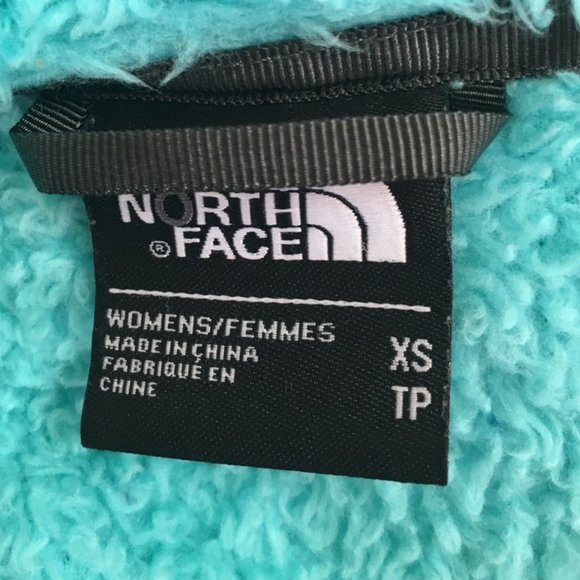 NORTH
® FACE
WOMENS/FEMMES
MADE IN CHINA
FABRIQUE EN
CHINE
XS
TP